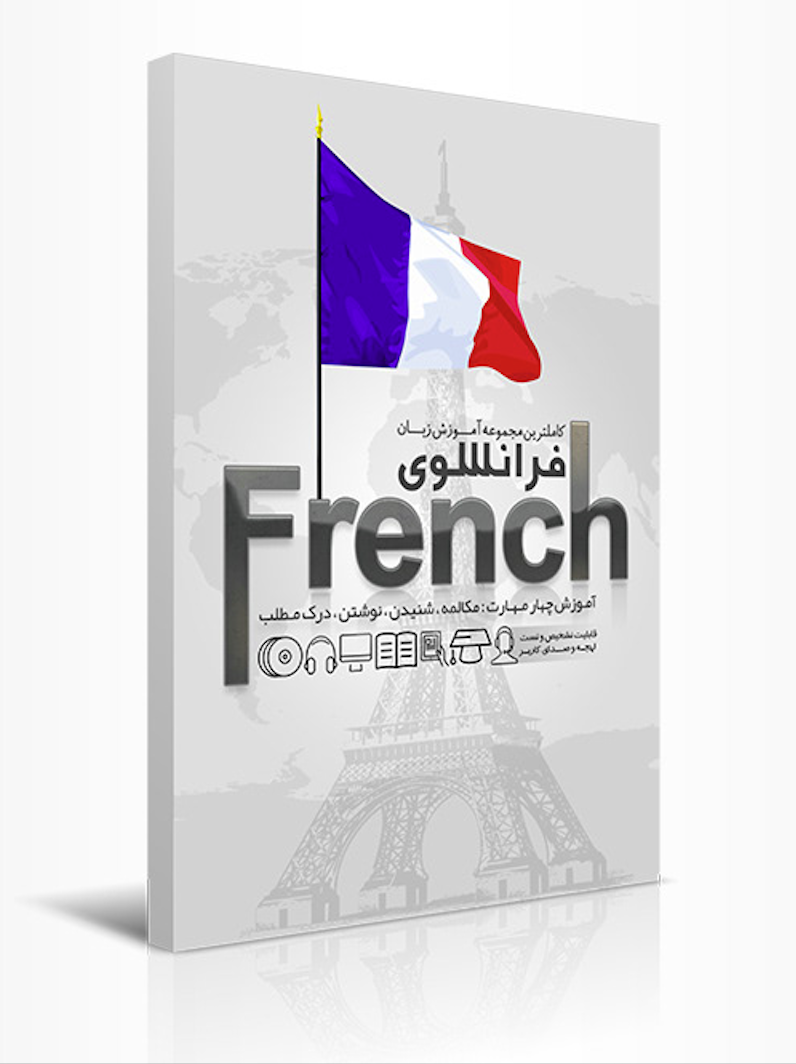 کاملترین مجموعه آموزش زبان
فرانسوی
French
آموزش چهار مهارت : مکالمه ، شنیدن ، نوشتن ، درک مطلب
قابلیت تشخیص و تست
لهجه و صدای کاربر